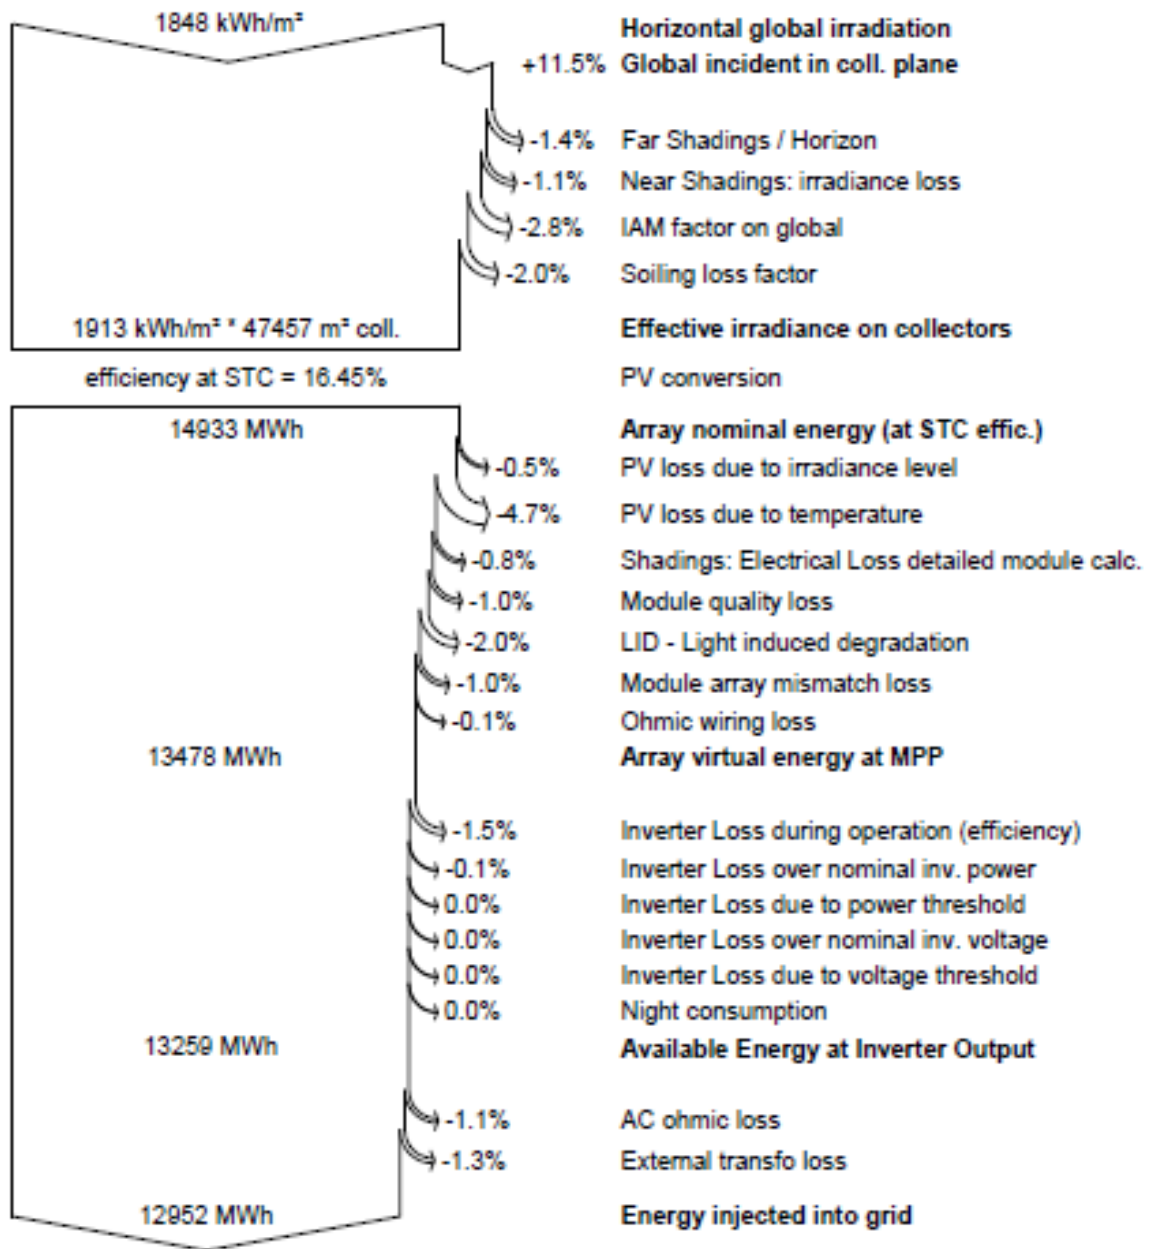 1848 kWh/m² Horizontal global irradiation
+11.5% Global incident in coll. plane
-1.4% Far Shadings / Horizon
-1.1% Near Shadings: irradiance loss
-2.8% IAM factor on global
-2.0% Soiling loss factor
1913 kWh/m² * 47457 m² coll. Effective irradiance on collectors
efficiency at STC = 16.45% PV conversion
14933 MWh Array nominal energy (at STC effic.)
-0.5% PV loss due to irradiance level
-4.7% PV loss due to temperature
-0.8% Shadings: Electrical Loss detailed module calc.
-1.0% Module quality loss
-2.0% LID - Light induced degradation
-1.0% Module array mismatch loss
-0.1% Ohmic wiring loss
13478 MWh Array virtual energy at MPP
-1.5% Inverter Loss during operation (efficiency)
-0.1% Inverter Loss over nominal inv. power
0.0% Inverter Loss due to power threshold
0.0% Inverter Loss over nominal inv. voltage
0.0% Inverter Loss due to voltage threshold
0.0% Night consumption
13259 MWh Available Energy at Inverter Output
-1.1% AC ohmic loss
-1.3% External transfo loss
12952 MWh Energy injected into grid